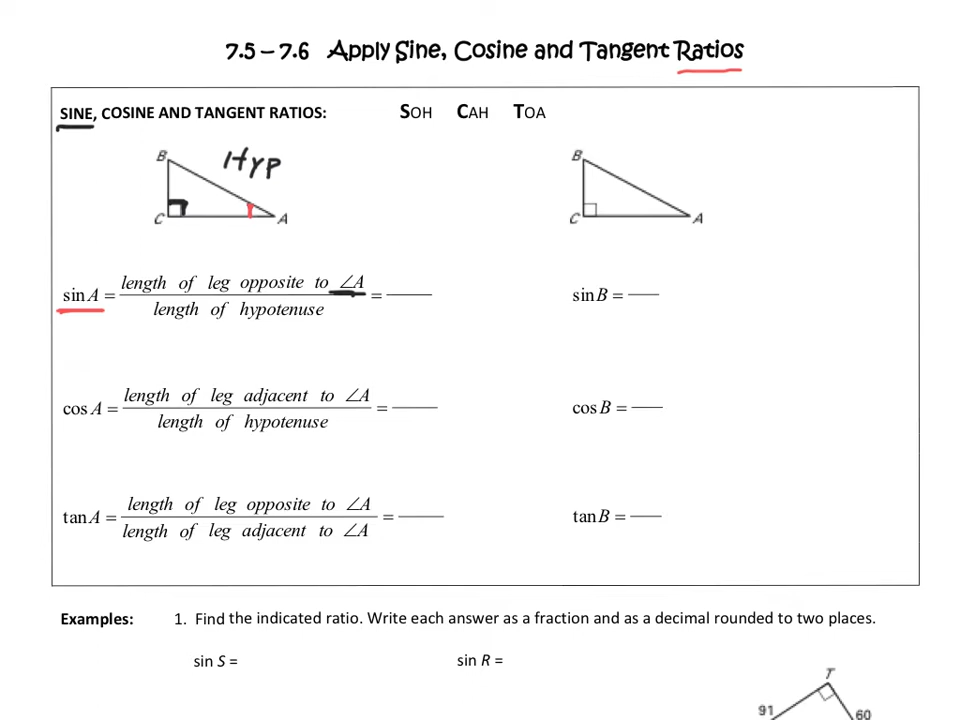 7.5 – 7.6 Apply Sine, Cosine and Tangent Ratios
SINE, COSINE AND TANGENT RATIOS: SOH CAH TOA
B Hyp B
C A C A
sin A = length of leg opposite to ∠A / length of hypotenuse = —— sin B = ——
cos A = length of leg adjacent to ∠A / length of hypotenuse = —— cos B = ——
tan A = length of leg opposite to ∠A / length of leg adjacent to ∠A = —— tan B = ——
Examples: 1. Find the indicated ratio. Write each answer as a fraction and as a decimal rounded to two places.
sin S = sin R =
T
91 60